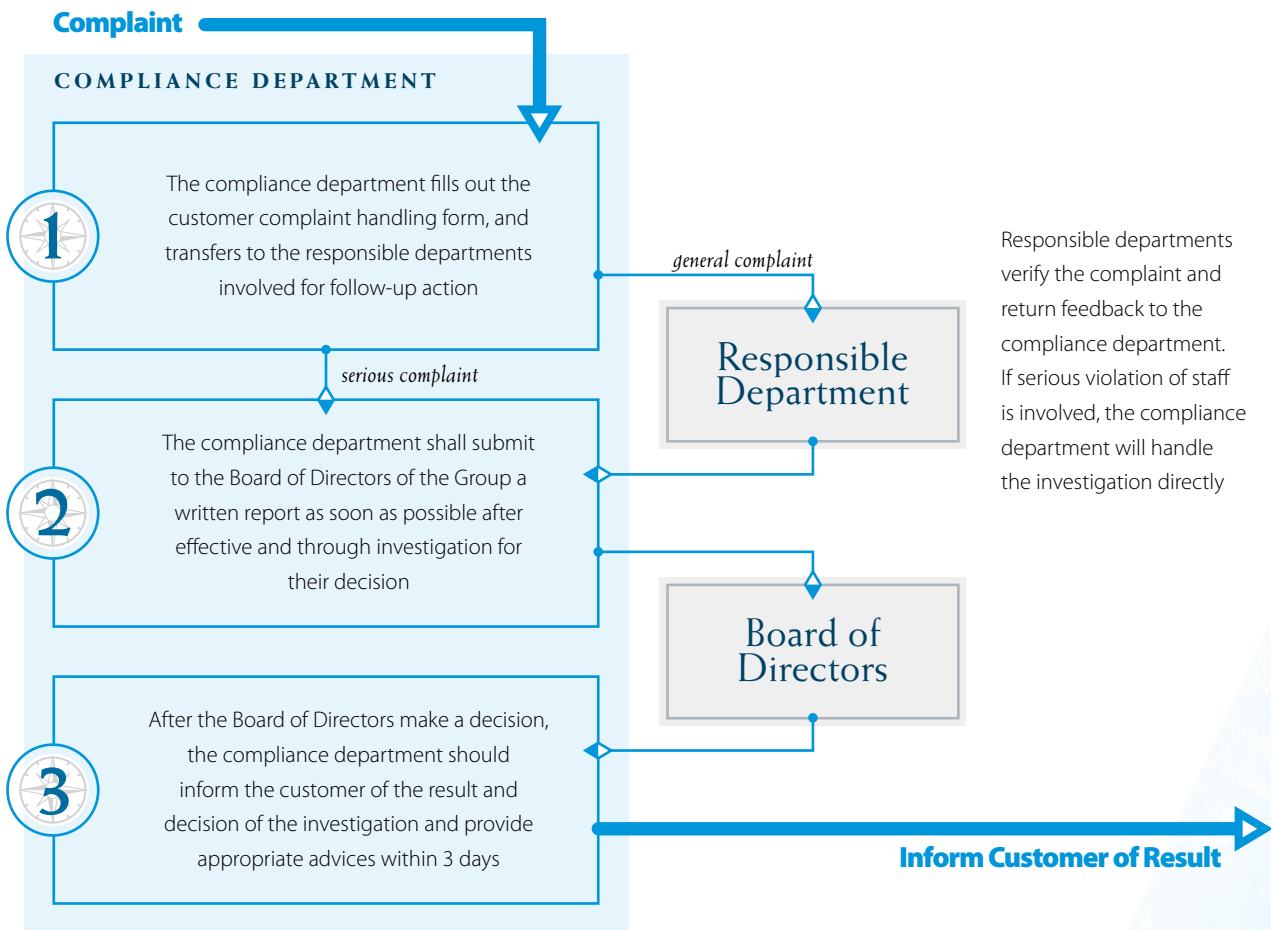 Complaint
COMPLIANCE DEPARTMENT
1
The compliance department fills out the
customer complaint handling form, and
transfers to the responsible departments
involved for follow-up action
general complaint
Responsible
Department
Responsible departments
verify the complaint and
return feedback to the
compliance department.
If serious violation of staff
is involved, the compliance
department will handle
the investigation directly
serious complaint
2
The compliance department shall submit
to the Board of Directors of the Group a
written report as soon as possible after
effective and through investigation for
their decision
Board of
Directors
3
After the Board of Directors make a decision,
the compliance department should
inform the customer of the result and
decision of the investigation and provide
appropriate advices within 3 days
Inform Customer of Result